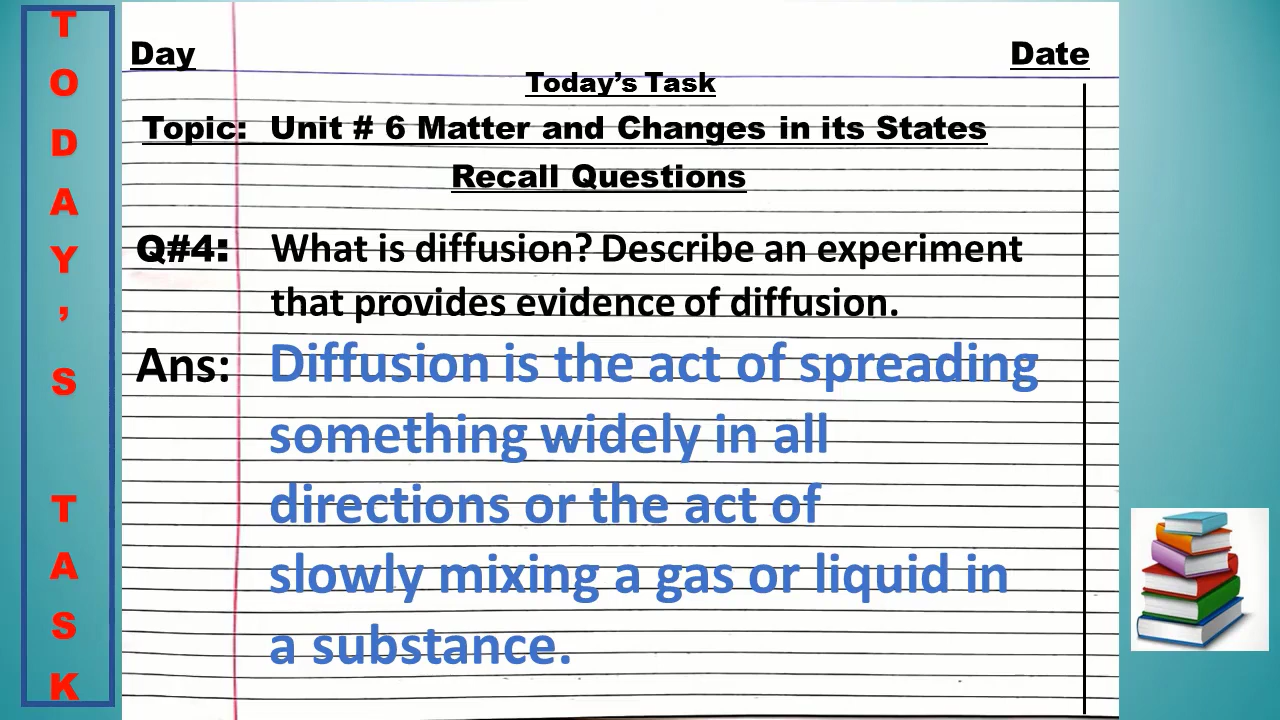 TODAY'S TASK
Day Date
Today's Task
Topic: Unit # 6 Matter and Changes in its States
Recall Questions
Q#4: What is diffusion? Describe an experiment
that provides evidence of diffusion.
Ans: Diffusion is the act of spreading
something widely in all
directions or the act of
slowly mixing a gas or liquid in
a substance.